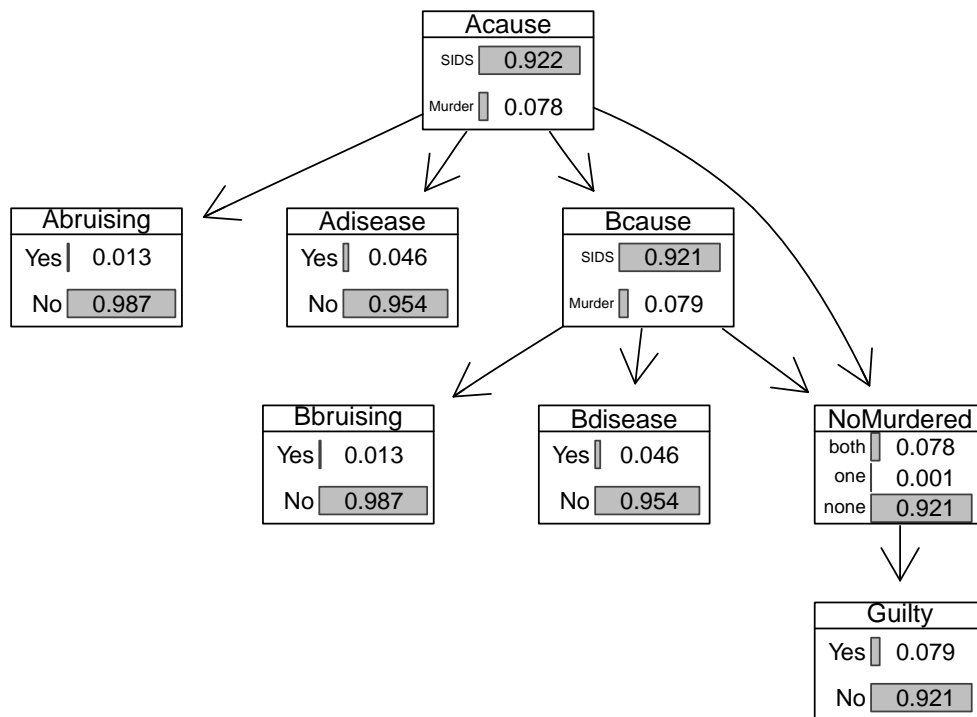 Acause
SIDS 0.922
Murder 0.078
Abruising
Yes 0.013
No 0.987
Adisease
Yes 0.046
No 0.954
Bcause
SIDS 0.921
Murder 0.079
Bbruising
Yes 0.013
No 0.987
Bdisease
Yes 0.046
No 0.954
NoMurdered
both 0.078
one 0.001
none 0.921
Guilty
Yes 0.079
No 0.921